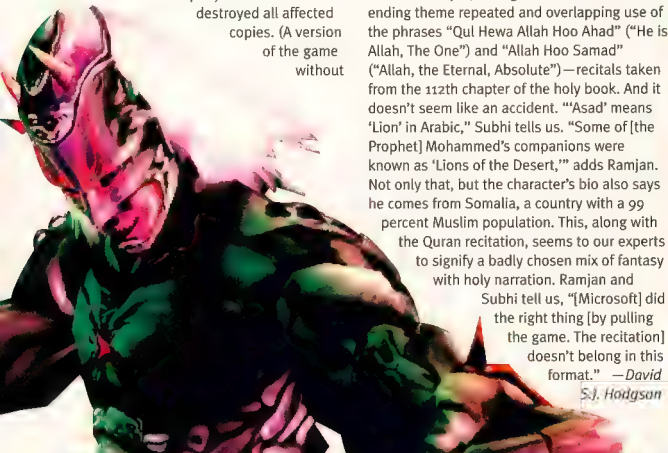 destroyed all affected
copies. (A version
of the game
without
ending theme repeated and overlapping use of
the phrases “Qul Hewa Allah Hoo Ahad” (“He is
Allah, The One”) and “Allah Hoo Samad”
(“Allah, the Eternal, Absolute”)—recitals taken
from the 112th chapter of the holy book. And it
doesn’t seem like an accident. “‘Asad’ means
‘Lion’ in Arabic,” Subhi tells us. “Some of [the
Prophet] Mohammed’s companions were
known as ‘Lions of the Desert,’” adds Ramjan.
Not only that, but the character’s bio also says
he comes from Somalia, a country with a 99
percent Muslim population. This, along with
the Quran recitation, seems to our experts
to signify a badly chosen mix of fantasy
with holy narration. Ramjan and
Subhi tell us, “[Microsoft] did
the right thing [by pulling
the game. The recitation]
doesn’t belong in this
format.” —David
S.J. Hodgson